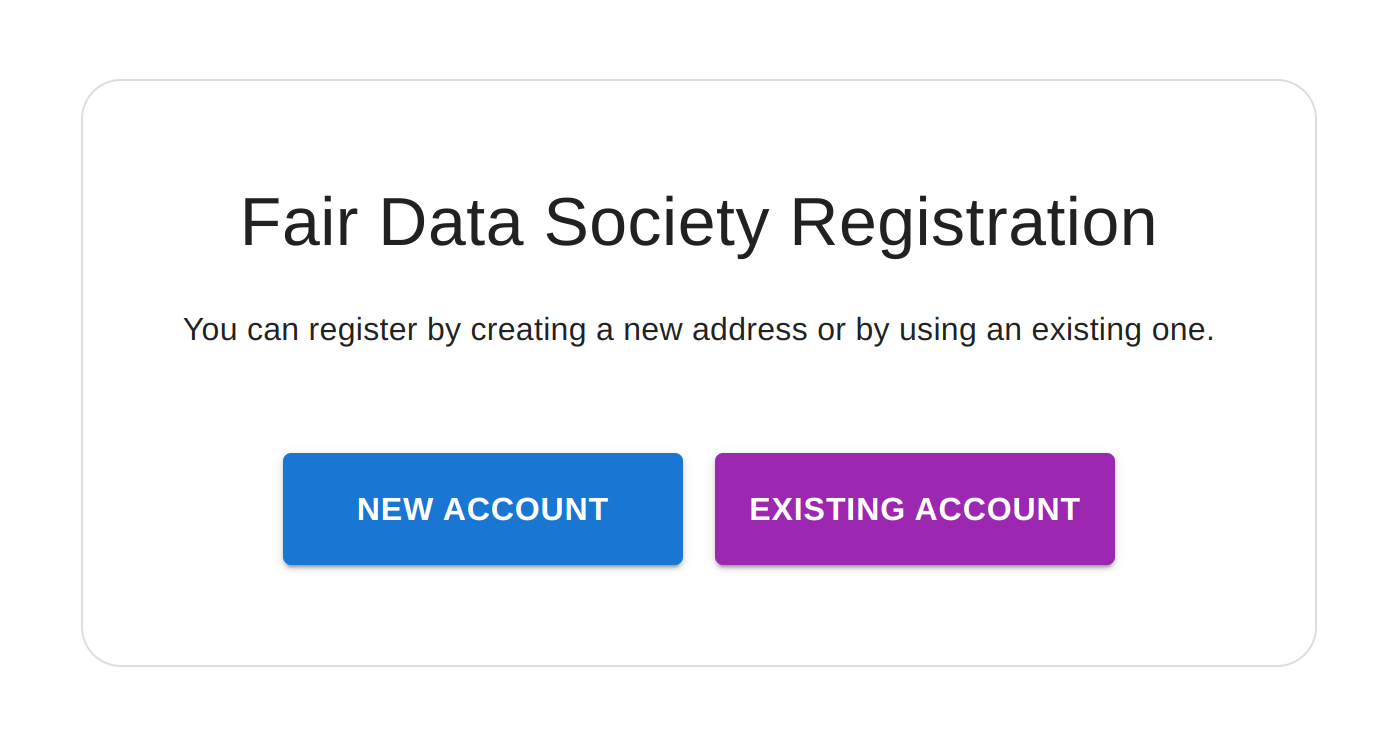 Fair Data Society Registration
You can register by creating a new address or by using an existing one.
NEW ACCOUNT
EXISTING ACCOUNT